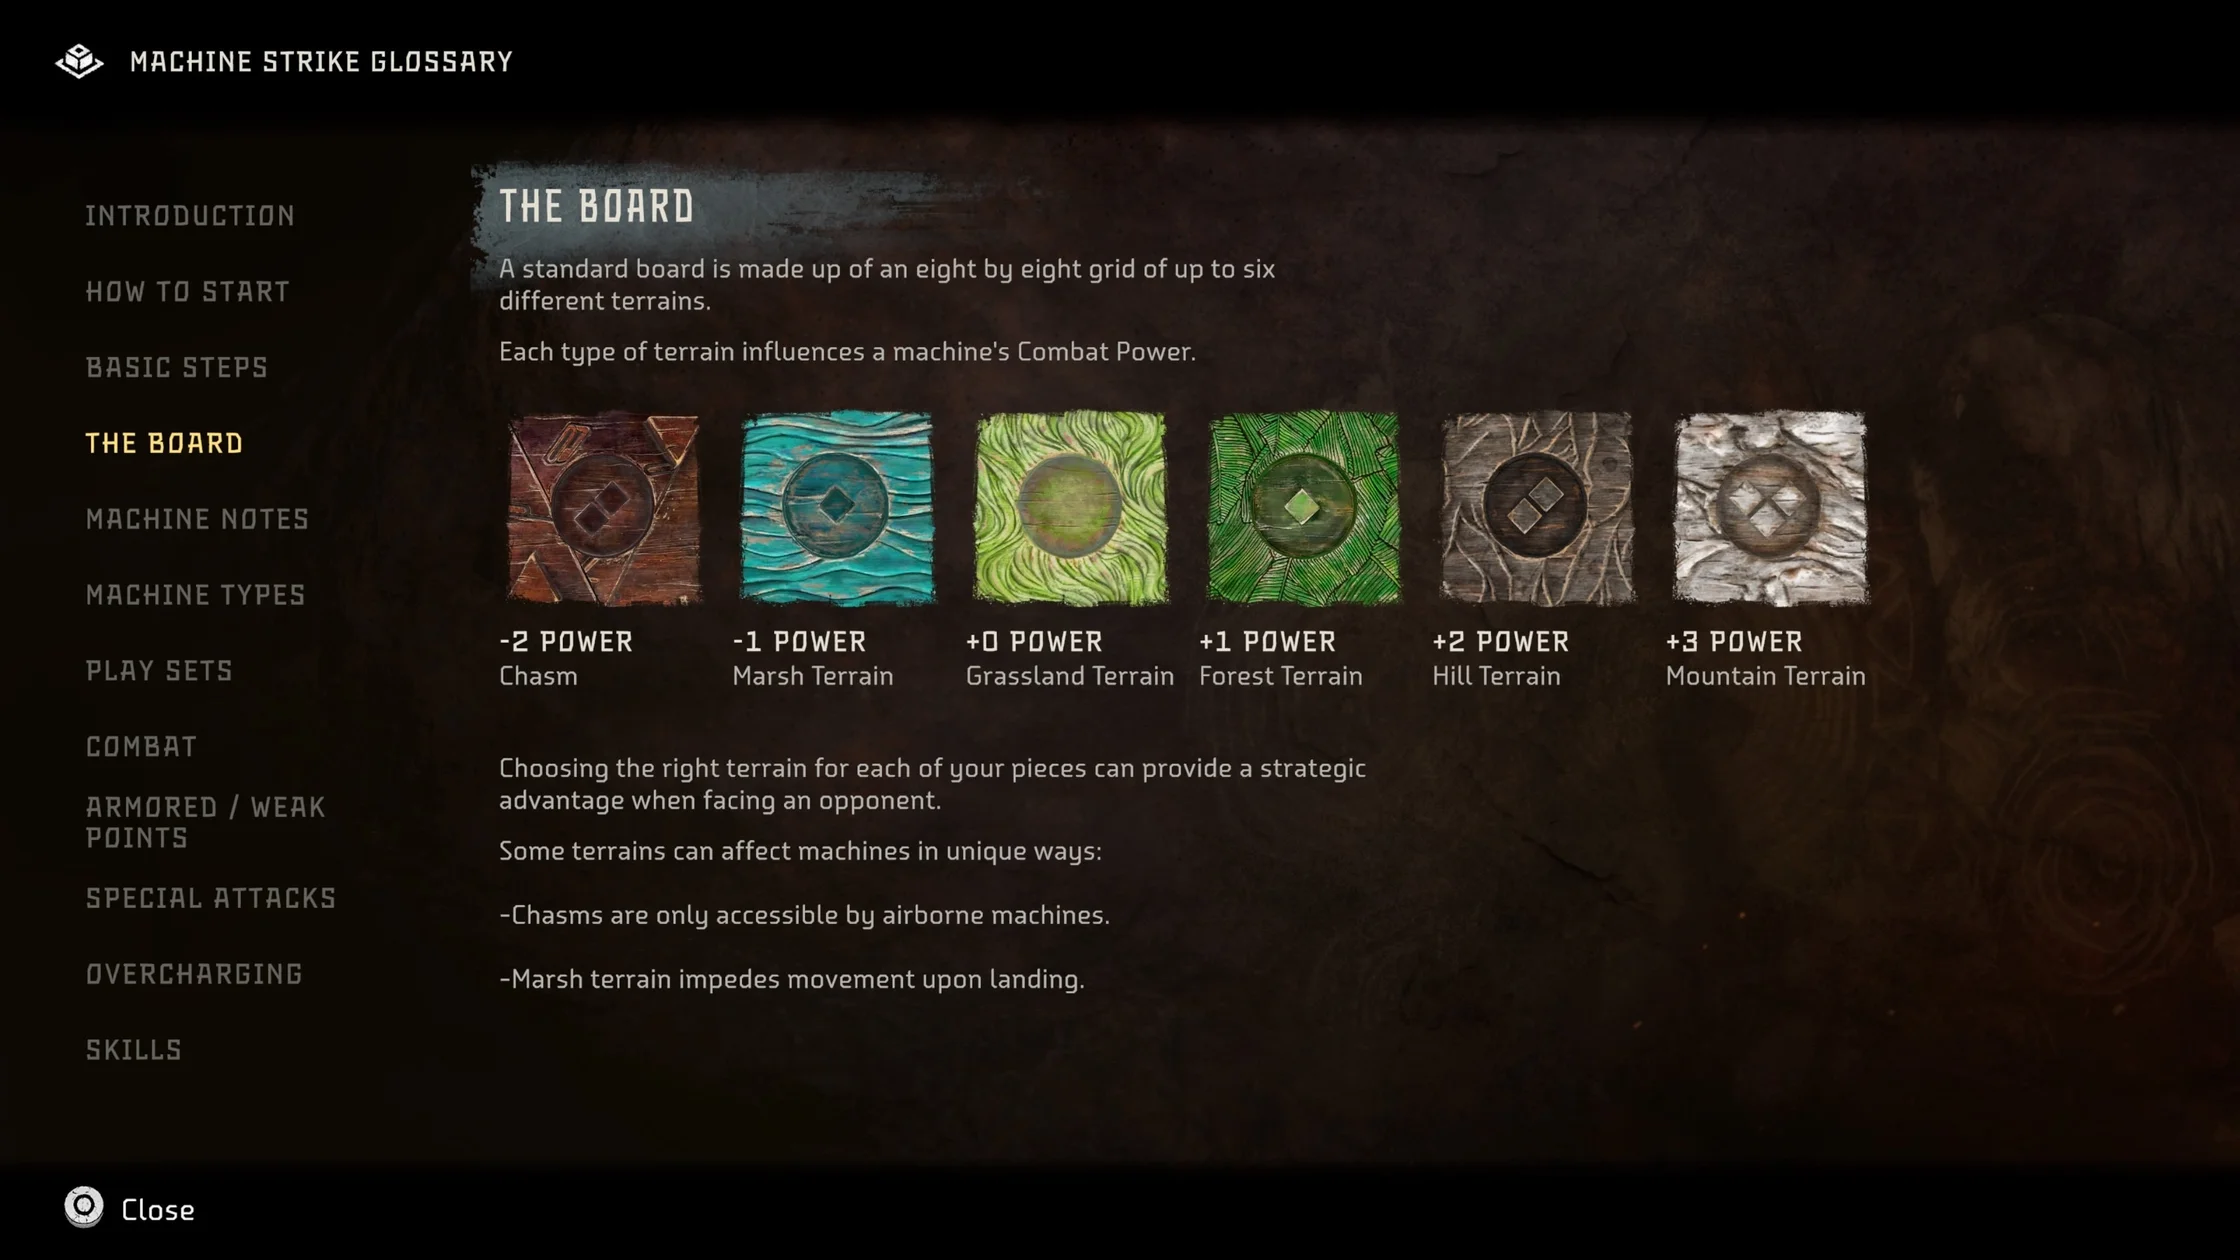 MACHINE STRIKE GLOSSARY
INTRODUCTION
HOW TO START
BASIC STEPS
THE BOARD
MACHINE NOTES
MACHINE TYPES
PLAY SETS
COMBAT
ARMORED / WEAK
POINTS
SPECIAL ATTACKS
OVERCHARGING
SKILLS
THE BOARD
A standard board is made up of an eight by eight grid of up to six
different terrains.
Each type of terrain influences a machine's Combat Power.
-2 POWER
Chasm
-1 POWER
Marsh Terrain
+0 POWER
Grassland Terrain
+1 POWER
Forest Terrain
+2 POWER
Hill Terrain
+3 POWER
Mountain Terrain
Choosing the right terrain for each of your pieces can provide a strategic
advantage when facing an opponent.
Some terrains can affect machines in unique ways:
-Chasms are only accessible by airborne machines.
-Marsh terrain impedes movement upon landing.
Close